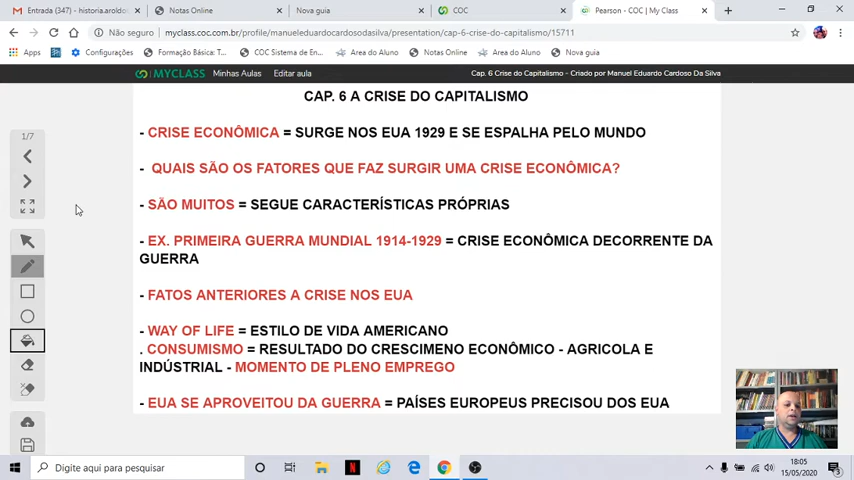 Entrada (347) - historia.aroldo
Notas Online
Nova guia
COC
Pearson - COC | My Class
Não seguro
myclass.coc.com.br/profile/manueleduardocardosodasilva/presentation/cap-6-crise-do-capitalismo/15711
Apps
Configurações
Formação Básica: T...
COC Sistema de En...
Area do Aluno
Notas Online
Area do Aluno
Nova guia
MYCLASS
Minhas Aulas
Editar aula
Cap. 6 Crise do Capitalismo - Criado por Manuel Eduardo Cardoso Da Silva
1/7
CAP. 6 A CRISE DO CAPITALISMO
- CRISE ECONÔMICA = SURGE NOS EUA 1929 E SE ESPALHA PELO MUNDO
- QUAIS SÃO OS FATORES QUE FAZ SURGIR UMA CRISE ECONÔMICA?
- SÃO MUITOS = SEGUE CARACTERÍSTICAS PRÓPRIAS
- EX. PRIMEIRA GUERRA MUNDIAL 1914-1929 = CRISE ECONÔMICA DECORRENTE DA
GUERRA
- FATOS ANTERIORES A CRISE NOS EUA
- WAY OF LIFE = ESTILO DE VIDA AMERICANO
. CONSUMISMO = RESULTADO DO CRESCIMENO ECONÔMICO - AGRICOLA E
INDÚSTRIAL - MOMENTO DE PLENO EMPREGO
- EUA SE APROVEITOU DA GUERRA = PAÍSES EUROPEUS PRECISOU DOS EUA
Digite aqui para pesquisar
18:05
15/05/2020
3